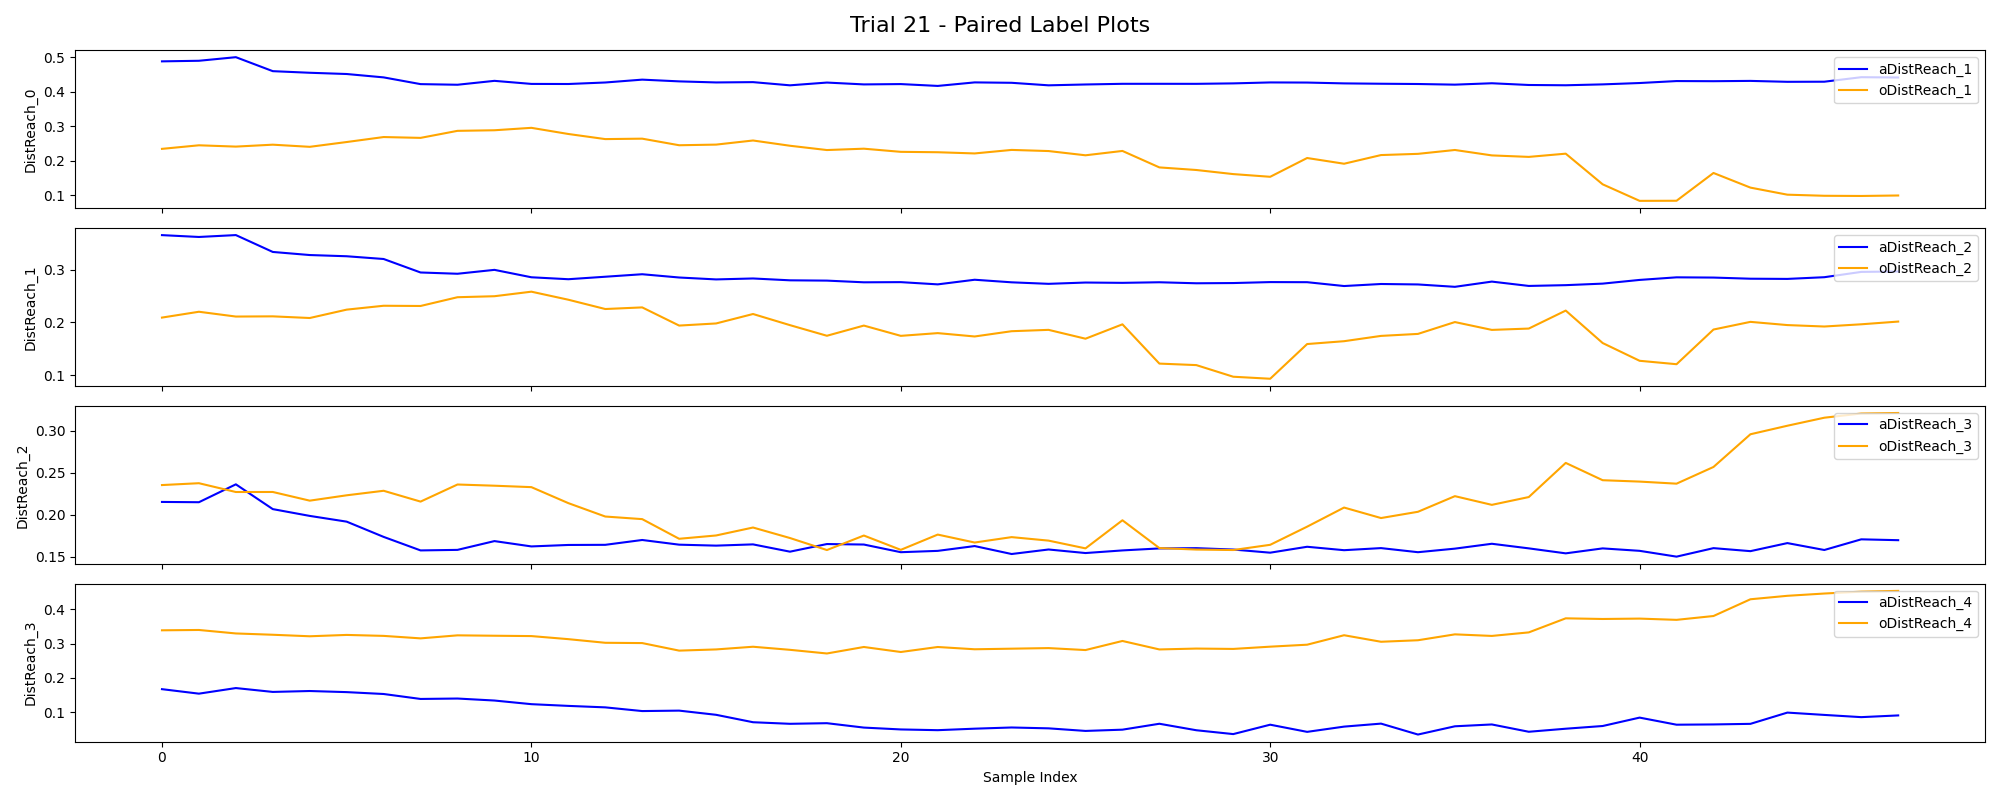 Trial 21 - Paired Label Plots
DistReach_0
0.5
0.4
0.3
0.2
0.1
aDistReach_1
oDistReach_1
DistReach_1
0.3
0.2
0.1
aDistReach_2
oDistReach_2
DistReach_2
0.30
0.25
0.20
0.15
aDistReach_3
oDistReach_3
DistReach_3
0.4
0.3
0.2
0.1
aDistReach_4
oDistReach_4
0 10 20 30 40
Sample Index